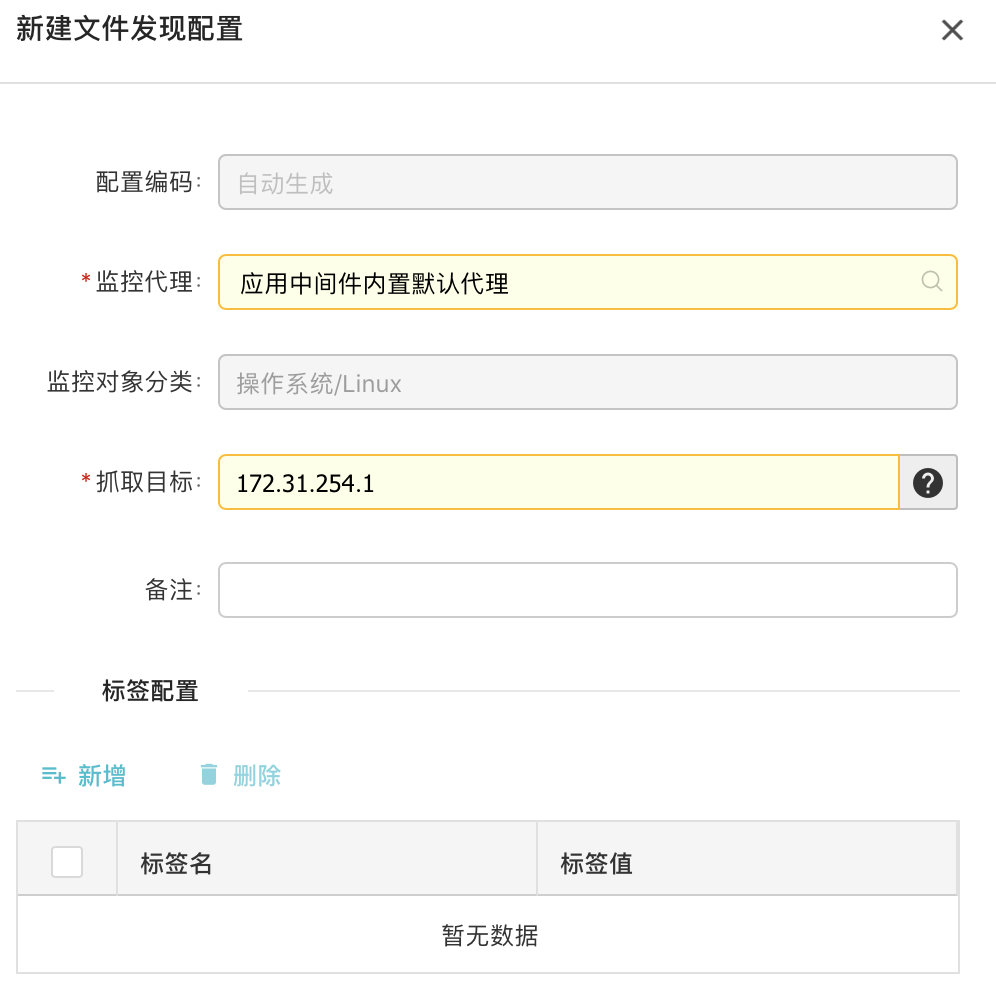 新建文件发现配置
配置编码: 自动生成
*监控代理: 应用中间件内置默认代理
监控对象分类: 操作系统/Linux
*抓取目标: 172.31.254.1
备注:
标签配置
新增 删除
标签名 标签值
暂无数据